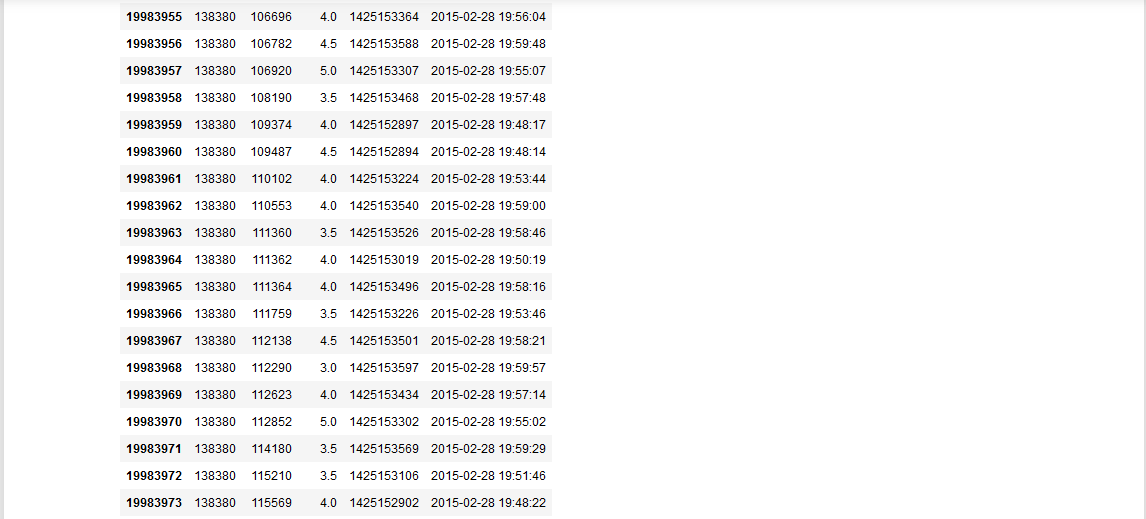 19983955 138380 106696 4.0 1425153364 2015-02-28 19:56:04
19983956 138380 106782 4.5 1425153588 2015-02-28 19:59:48
19983957 138380 106920 5.0 1425153307 2015-02-28 19:55:07
19983958 138380 108190 3.5 1425153468 2015-02-28 19:57:48
19983959 138380 109374 4.0 1425152897 2015-02-28 19:48:17
19983960 138380 109487 4.5 1425152894 2015-02-28 19:48:14
19983961 138380 110102 4.0 1425153224 2015-02-28 19:53:44
19983962 138380 110553 4.0 1425153540 2015-02-28 19:59:00
19983963 138380 111360 3.5 1425153526 2015-02-28 19:58:46
19983964 138380 111362 4.0 1425153019 2015-02-28 19:50:19
19983965 138380 111364 4.0 1425153496 2015-02-28 19:58:16
19983966 138380 111759 3.5 1425153226 2015-02-28 19:53:46
19983967 138380 112138 4.5 1425153501 2015-02-28 19:58:21
19983968 138380 112290 3.0 1425153597 2015-02-28 19:59:57
19983969 138380 112623 4.0 1425153434 2015-02-28 19:57:14
19983970 138380 112852 5.0 1425153302 2015-02-28 19:55:02
19983971 138380 114180 3.5 1425153569 2015-02-28 19:59:29
19983972 138380 115210 3.5 1425153106 2015-02-28 19:51:46
19983973 138380 115569 4.0 1425152902 2015-02-28 19:48:22